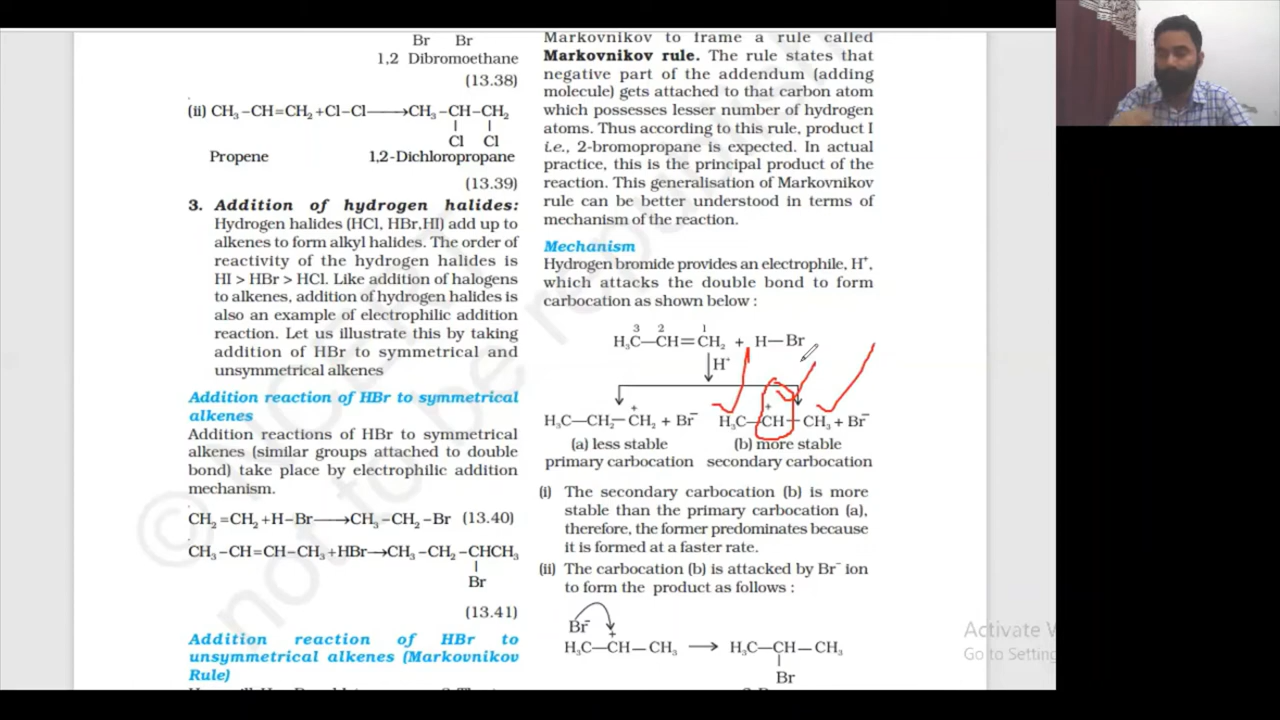 Br Br
1,2 Dibromoethane
(13.38)
(ii) CH₃ –CH=CH₂ +Cl–Cl⟶CH₃ –CH –CH₂
| |
Cl Cl
Propene 1,2-Dichloropropane
(13.39)
3. Addition of hydrogen halides:
Hydrogen halides (HCl, HBr,HI) add up to
alkenes to form alkyl halides. The order of
reactivity of the hydrogen halides is
HI > HBr > HCl. Like addition of halogens
to alkenes, addition of hydrogen halides is
also an example of electrophilic addition
reaction. Let us illustrate this by taking
addition of HBr to symmetrical and
unsymmetrical alkenes
Addition reaction of HBr to symmetrical
alkenes
Addition reactions of HBr to symmetrical
alkenes (similar groups attached to double
bond) take place by electrophilic addition
mechanism.
CH₂ =CH₂ +H–Br⟶CH₃ –CH₂ –Br (13.40)
CH₃ –CH=CH–CH₃ +HBr→CH₃ –CH₂ –CHCH₃
|
Br
(13.41)
Addition reaction of HBr to
unsymmetrical alkenes (Markovnikov
Rule)
Markovnikov to frame a rule called
Markovnikov rule. The rule states that
negative part of the addendum (adding
molecule) gets attached to that carbon atom
which possesses lesser number of hydrogen
atoms. Thus according to this rule, product I
i.e., 2-bromopropane is expected. In actual
practice, this is the principal product of the
reaction. This generalisation of Markovnikov
rule can be better understood in terms of
mechanism of the reaction.
Mechanism
Hydrogen bromide provides an electrophile, H⁺,
which attacks the double bond to form
carbocation as shown below :
3 2 1
H₃C—CH=CH₂ + H—Br
H⁺
H₃C—CH₂—C⁺H₂ + Br⁻ H₃C—C⁺H—CH₃ + Br⁻
(a) less stable (b) more stable
primary carbocation secondary carbocation
(i) The secondary carbocation (b) is more
stable than the primary carbocation (a),
therefore, the former predominates because
it is formed at a faster rate.
(ii) The carbocation (b) is attacked by Br⁻ ion
to form the product as follows :
Br⁻
H₃C—C⁺H—CH₃ ⟶ H₃C—CH—CH₃
|
Br
© NCERT
not to be republish
Activate W
Go to Setting